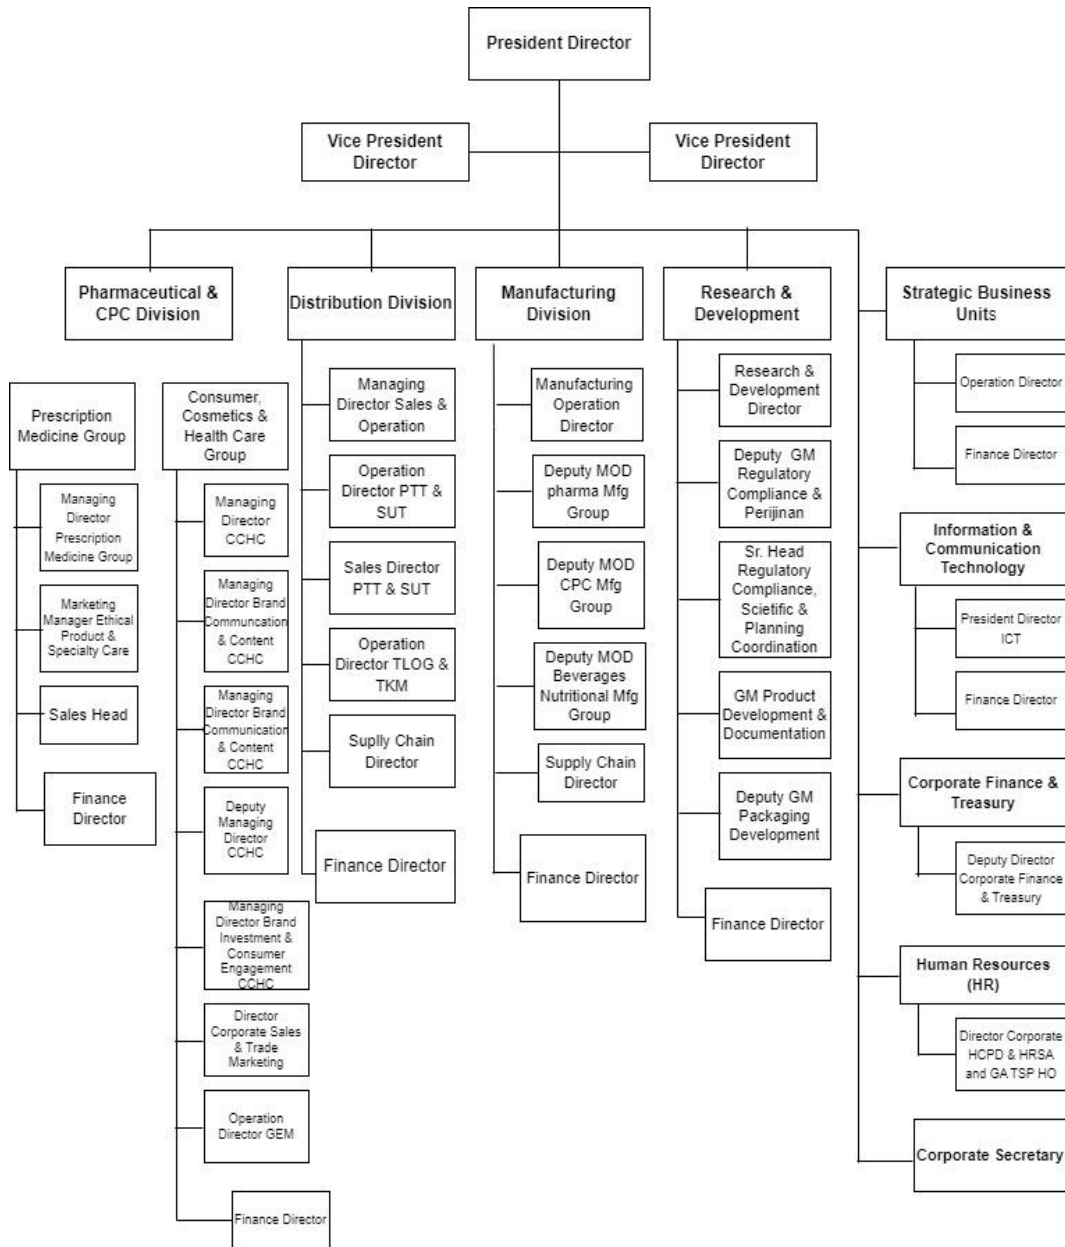 President Director
Vice President
Director
Vice President
Director
Pharmaceutical &
CPC Division
Distribution Division
Manufacturing
Division
Research &
Development
Strategic Business
Units
Prescription
Medicine Group
Managing
Director
Prescription
Medicine Group
Marketing
Manager Ethical
Product &
Specialty Care
Sales Head
Finance
Director
Consumer,
Cosmetics &
Health Care
Group
Managing
Director
CCHC
Managing
Director Brand
Communcation
& Content
CCHC
Managing
Director Brand
Communication
& Content
CCHC
Deputy
Managing
Director
CCHC
Managing
Director Brand
Investment &
Consumer
Engagement
CCHC
Director
Corporate Sales
& Trade
Marketing
Operation
Director GEM
Finance Director
Managing
Director Sales &
Operation
Operation
Director PTT &
SUT
Sales Director
PTT & SUT
Operation
Director TLOG &
TKM
Suplly Chain
Director
Finance Director
Manufacturing
Operation
Director
Deputy MOD
pharma Mfg
Group
Deputy MOD
CPC Mfg
Group
Deputy MOD
Beverages
Nutritional Mfg
Group
Supply Chain
Director
Finance Director
Research &
Development
Director
Deputy GM
Regulatory
Compliance &
Perijinan
Sr. Head
Regulatory
Compliance,
Scietific &
Planning
Coordination
GM Product
Development &
Documentation
Deputy GM
Packaging
Development
Finance Director
Operation Director
Finance Director
Information &
Communication
Technology
President Director
ICT
Finance Director
Corporate Finance &
Treasury
Deputy Director
Corporate Finance
& Treasury
Human Resources
(HR)
Director Corporate
HCPD & HRSA
and GA TSP HO
Corporate Secretary